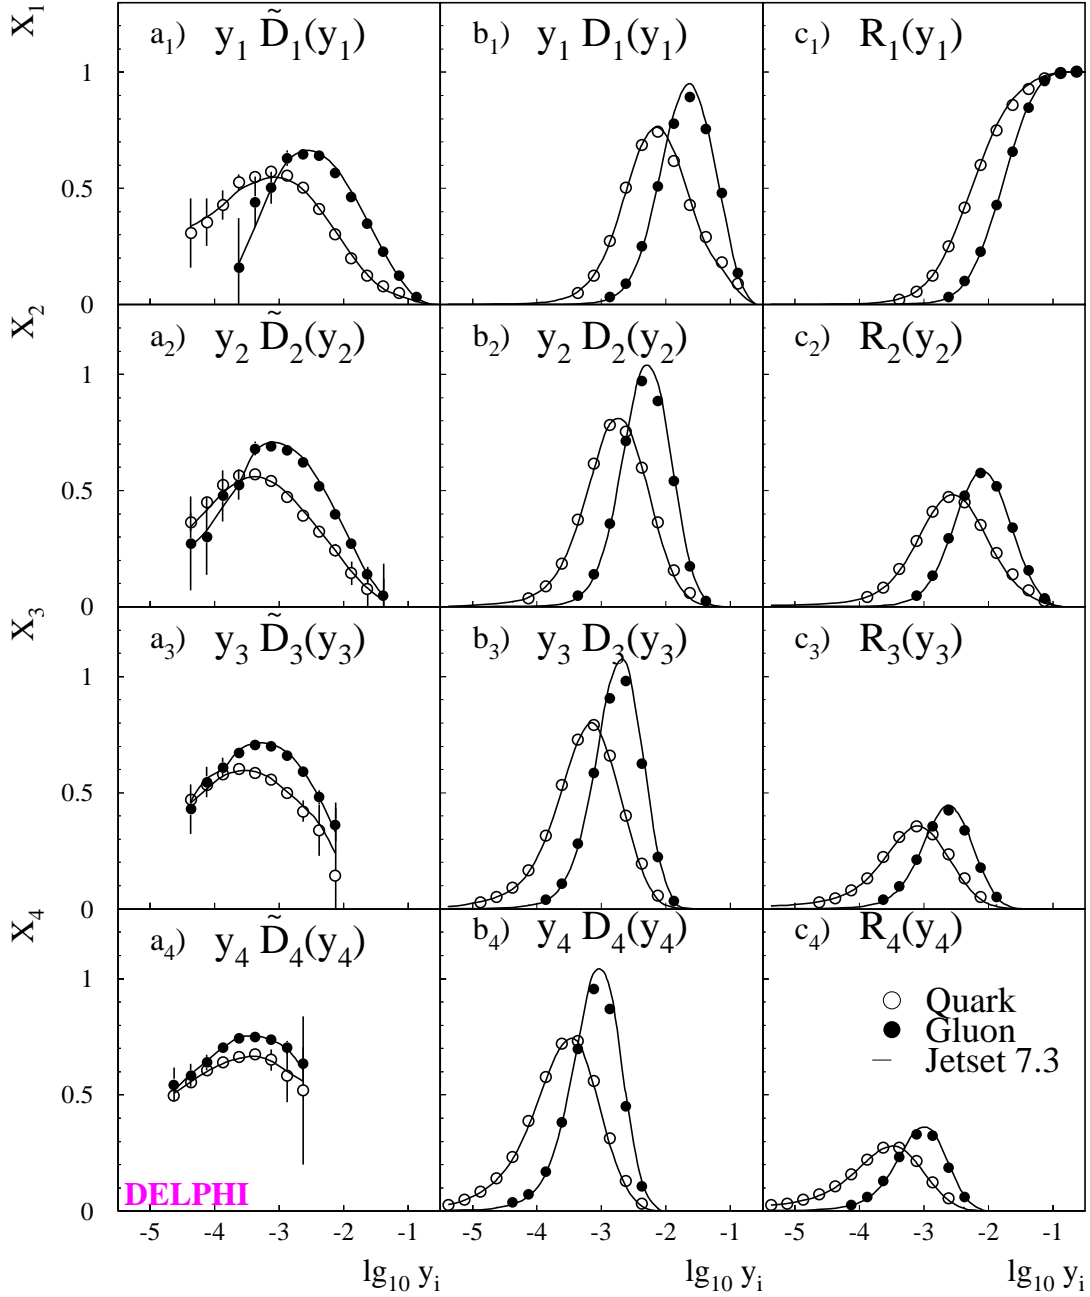 X₁
a₁) y₁ D̃₁(y₁)
b₁) y₁ D₁(y₁)
c₁) R₁(y₁)
1
0.5
0
X₂
a₂) y₂ D̃₂(y₂)
b₂) y₂ D₂(y₂)
c₂) R₂(y₂)
1
0.5
0
X₃
a₃) y₃ D̃₃(y₃)
b₃) y₃ D₃(y₃)
c₃) R₃(y₃)
1
0.5
0
X₄
a₄) y₄ D̃₄(y₄)
b₄) y₄ D₄(y₄)
c₄) R₄(y₄)
1
0.5
0
Quark
Gluon
Jetset 7.3
DELPHI
-5 -4 -3 -2 -1
-5 -4 -3 -2 -1
-5 -4 -3 -2 -1
lg₁₀ yᵢ
lg₁₀ yᵢ
lg₁₀ yᵢ